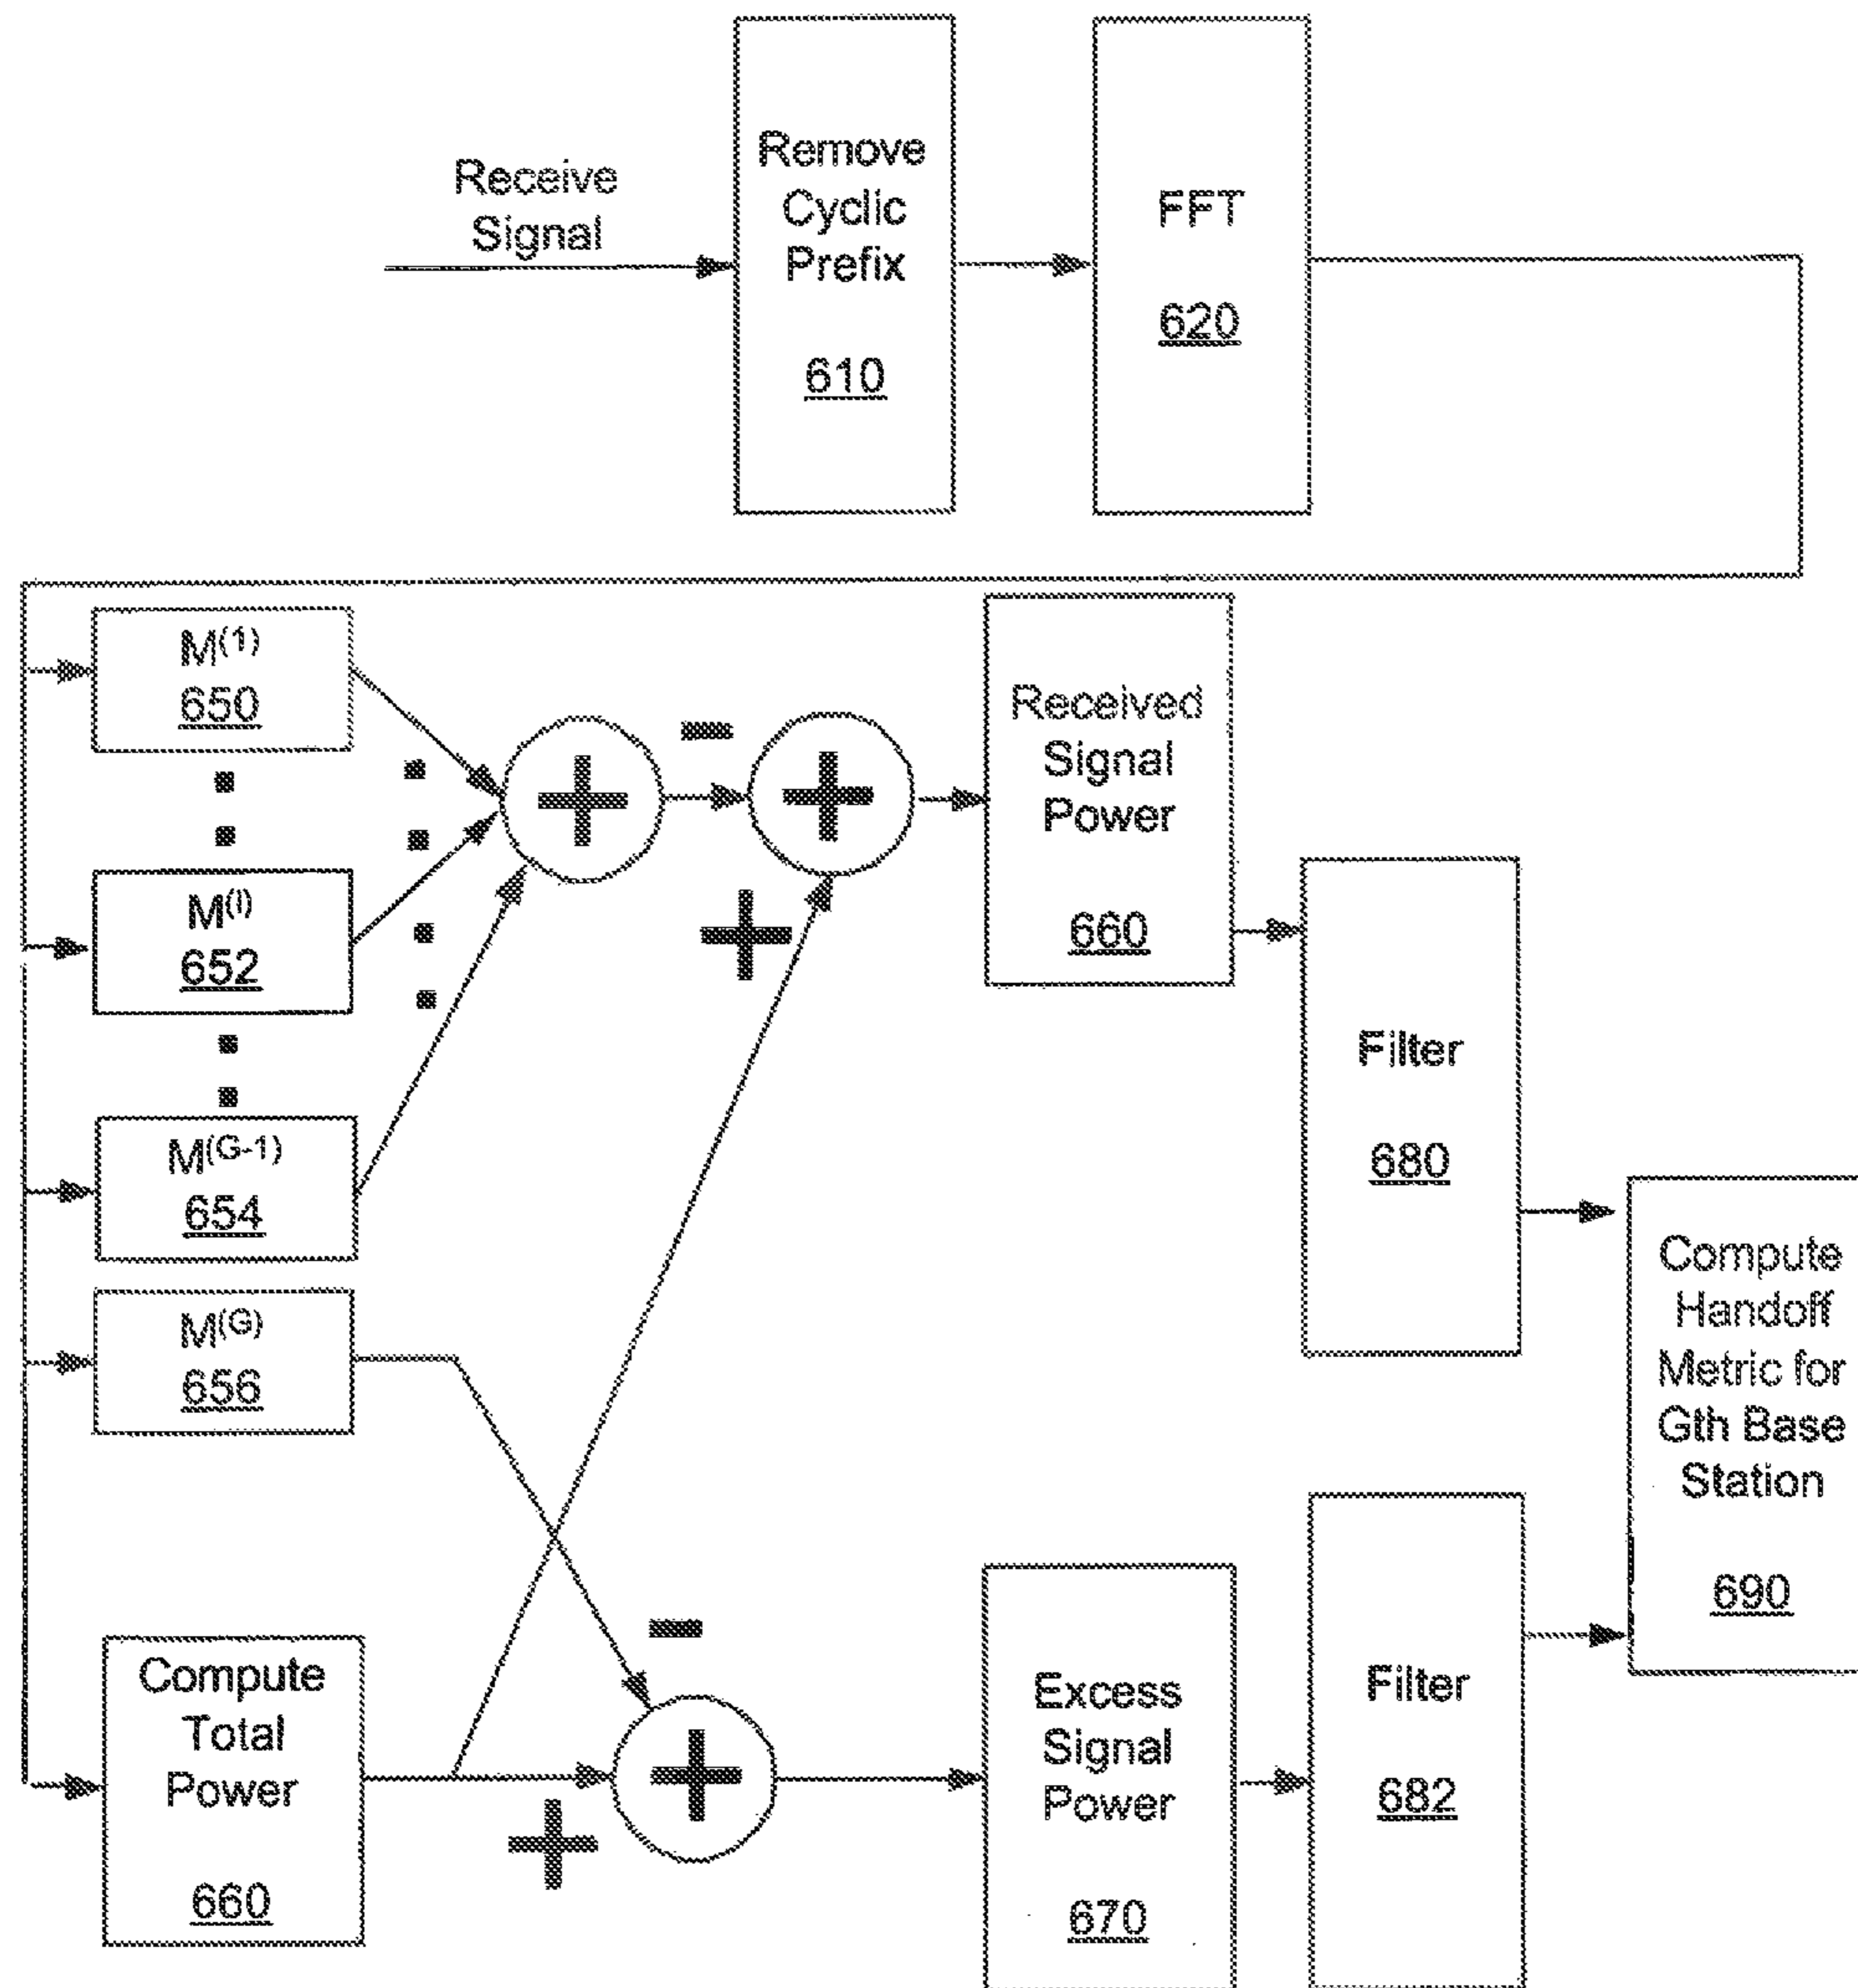 Receive
Signal
Remove
Cyclic
Prefix
610
FFT
620
M(1)
650
M(I)
652
M(G-1)
654
M(G)
656
Compute
Total
Power
660
+
-
+
+
Received
Signal
Power
660
-
+
+
Excess
Signal
Power
670
Filter
680
Filter
682
Compute
Handoff
Metric for
Gth Base
Station
690